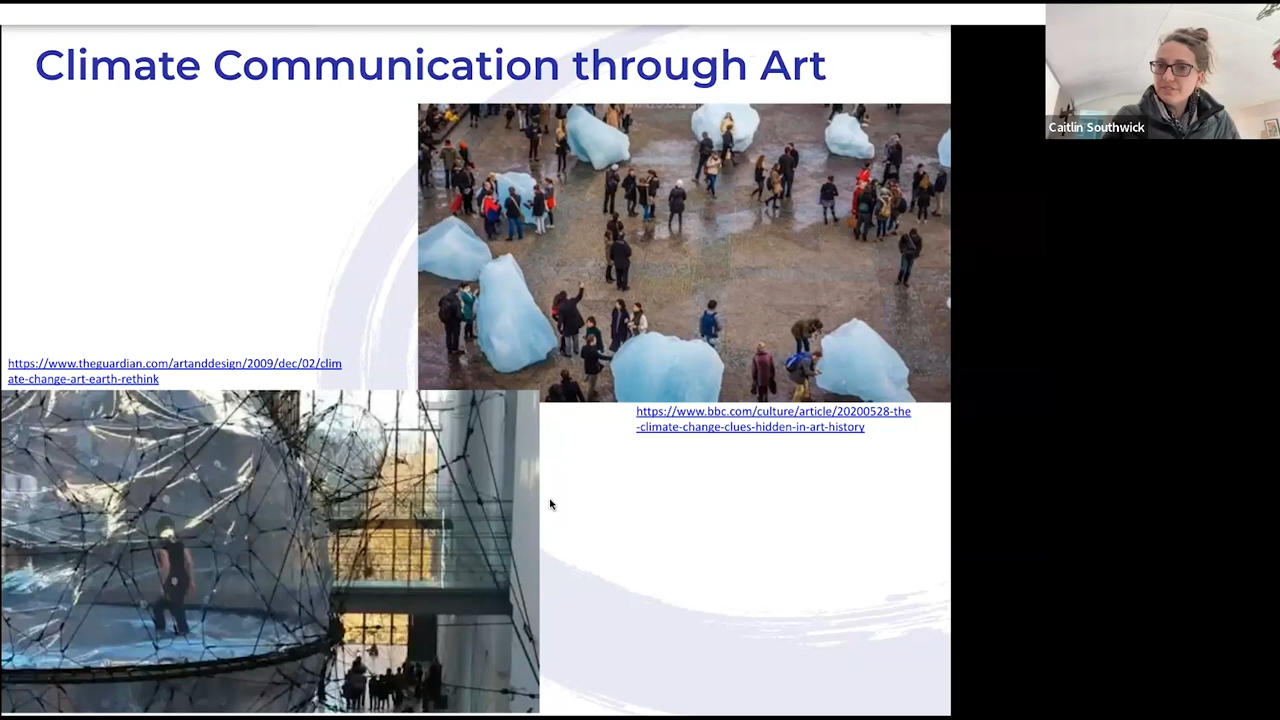 Climate Communication through Art
Caitlin Southwick
https://www.theguardian.com/artanddesign/2009/dec/02/clim
ate-change-art-earth-rethink
https://www.bbc.com/culture/article/20200528-the
-climate-change-clues-hidden-in-art-history